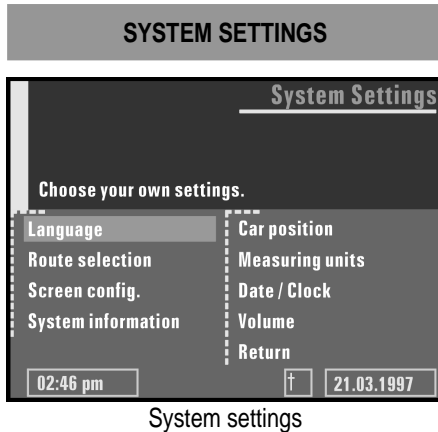 SYSTEM SETTINGS
System Settings
Choose your own settings.
Language
Route selection
Screen config.
System information
Car position
Measuring units
Date / Clock
Volume
Return
02:46 pm
†
21.03.1997
System settings